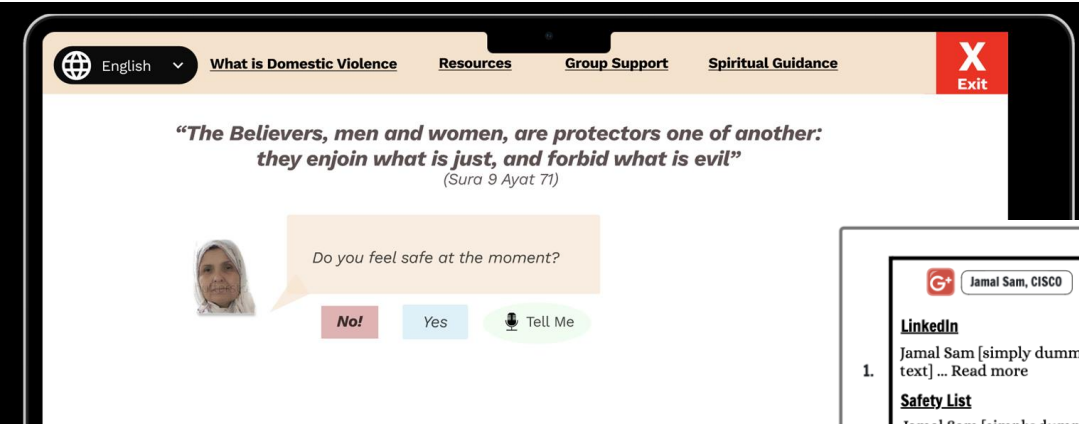 English
What is Domestic Violence
Resources
Group Support
Spiritual Guidance
X
Exit
“The Believers, men and women, are protectors one of another:
they enjoin what is just, and forbid what is evil”
(Sura 9 Ayat 71)
Do you feel safe at the moment?
No!
Yes
Tell Me
G+
Jamal Sam, CISCO
LinkedIn
Jamal Sam [simply dumm
1.
text] ... Read more
Safety List